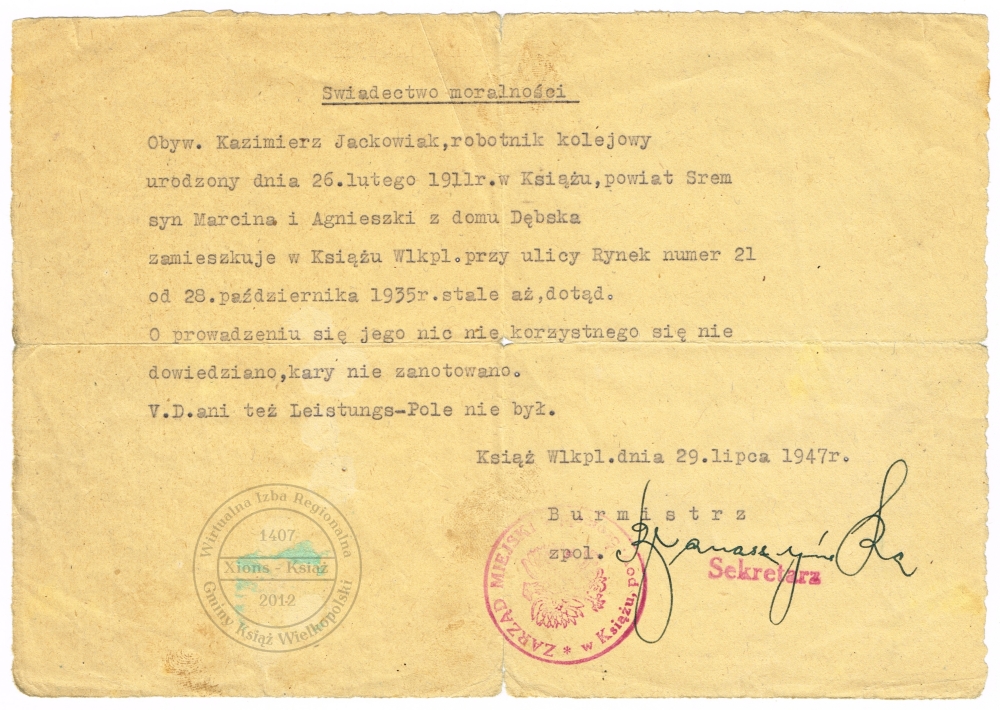 Swiadectwo moralności
Obyw. Kazimierz Jackowiak,robotnik kolejowy
urodzony dnia 26.lutego 1911r.w Książu,powiat Srem
syn Marcina i Agnieszki z domu Dębska
zamieszkuje w Książu Wlkpl.przy ulicy Rynek numer 21
od 28.października 1935r.stale aż,dotąd.
O prowadzeniu się jego nic nie korzystnego się nie
dowiedziano,kary nie zanotowano.
V.D.ani też Leistungs-Pole nie był.
Książ Wlkpl.dnia 29.lipca 1947r.
Burmistrz
zpol.
Sekretarz
ZARZĄD MIEJSKI
* w Książu, po
Wirtualna Izba Regionalna
1407
Xions - Książ
2012
Gminy Książ Wielkopolski